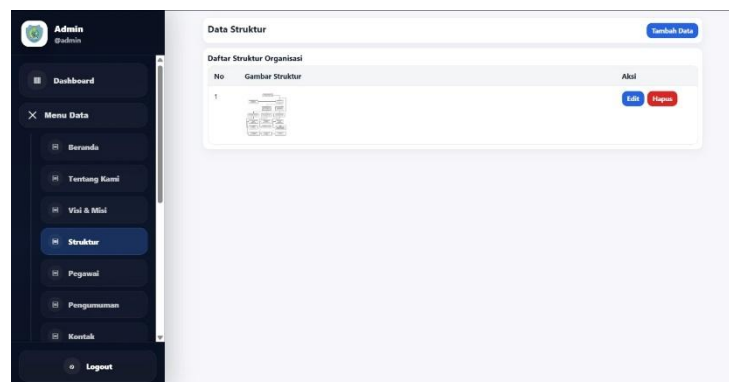 Admin
@admin
Dashboard
Menu Data
Beranda
Tentang Kami
Visi & Misi
Struktur
Pegawai
Pengumuman
Kontak
Logout
Data Struktur
Tambah Data
Daftar Struktur Organisasi
No Gambar Struktur Aksi
1 Edit Hapus